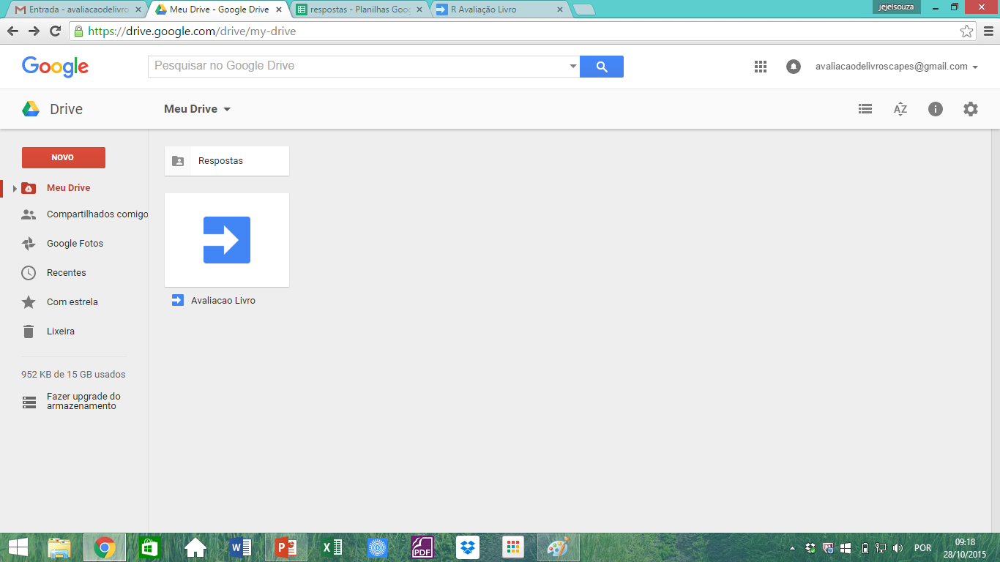 Entrada - avaliacaodelivro
Meu Drive - Google Drive
respostas - Planilhas Goog
R Avaliação Livro
jejelsouza
https://drive.google.com/drive/my-drive
Google
Pesquisar no Google Drive
avaliacaodelivroscapes@gmail.com
Drive
Meu Drive
AZ
NOVO
Respostas
Meu Drive
Compartilhados comigo
Google Fotos
Recentes
Com estrela
Avaliacao Livro
Lixeira
952 KB de 15 GB usados
Fazer upgrade do
armazenamento
PDF
POR
09:18
28/10/2015